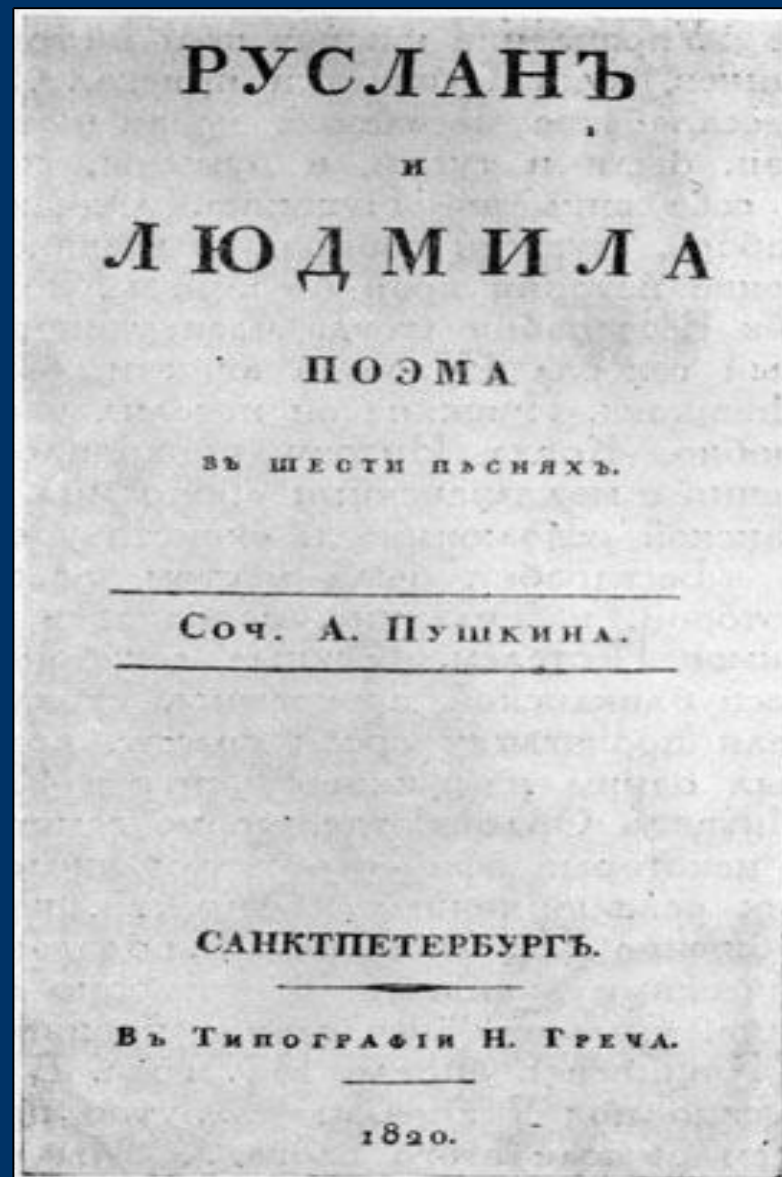 РУСЛАНЪ
и
ЛЮДМИЛА
ПОЭМА
ВЪ ШЕСТИ ПѢСНЯХЪ.
Соч. А. Пушкина.
САНКТПЕТЕРБУРГЪ.
Въ Типографіи Н. Греча.
1820.